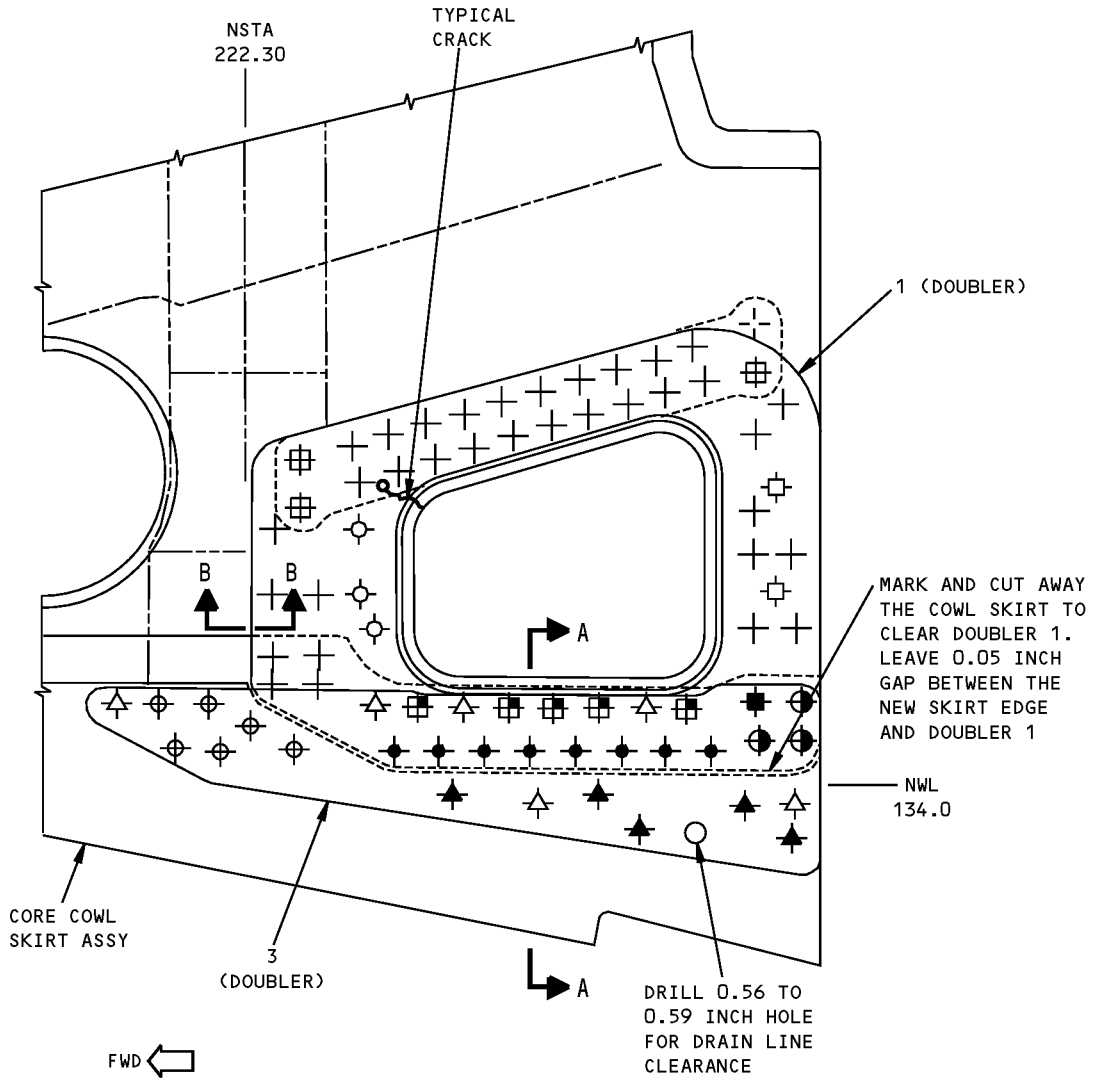 TYPICAL
CRACK
NSTA
222.30
1 (DOUBLER)
B
B
MARK AND CUT AWAY
THE COWL SKIRT TO
CLEAR DOUBLER 1.
LEAVE 0.05 INCH
GAP BETWEEN THE
NEW SKIRT EDGE
AND DOUBLER 1
A
NWL
134.0
CORE COWL
SKIRT ASSY
3
(DOUBLER)
A
DRILL 0.56 TO
0.59 INCH HOLE
FOR DRAIN LINE
CLEARANCE
FWD